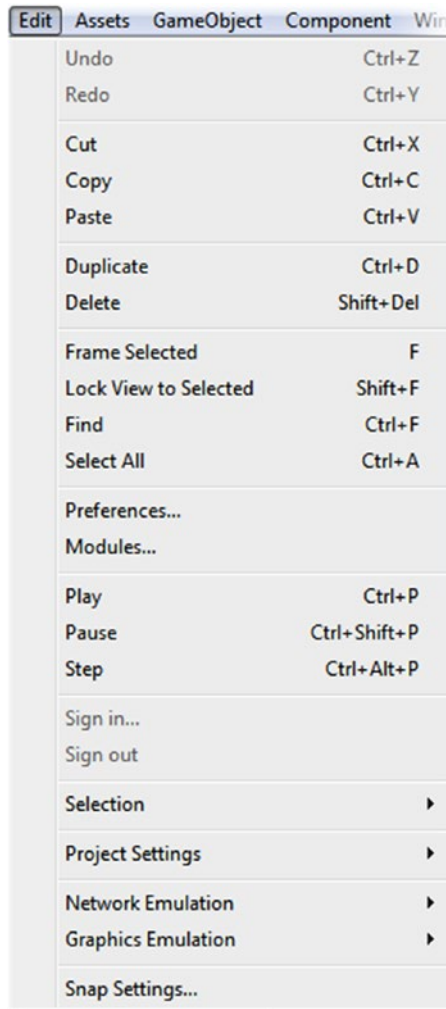 Edit Assets GameObject Component
Undo Ctrl+Z
Redo Ctrl+Y
Cut Ctrl+X
Copy Ctrl+C
Paste Ctrl+V
Duplicate Ctrl+D
Delete Shift+Del
Frame Selected F
Lock View to Selected Shift+F
Find Ctrl+F
Select All Ctrl+A
Preferences...
Modules...
Play Ctrl+P
Pause Ctrl+Shift+P
Step Ctrl+Alt+P
Sign in...
Sign out
Selection
Project Settings
Network Emulation
Graphics Emulation
Snap Settings...